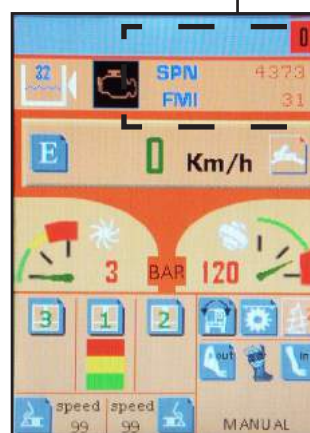 0
32
SPN 4373
FMI 31
E 0 Km/h
3 BAR 120
3 1 2
out in
speed speed
99 99
MANUAL